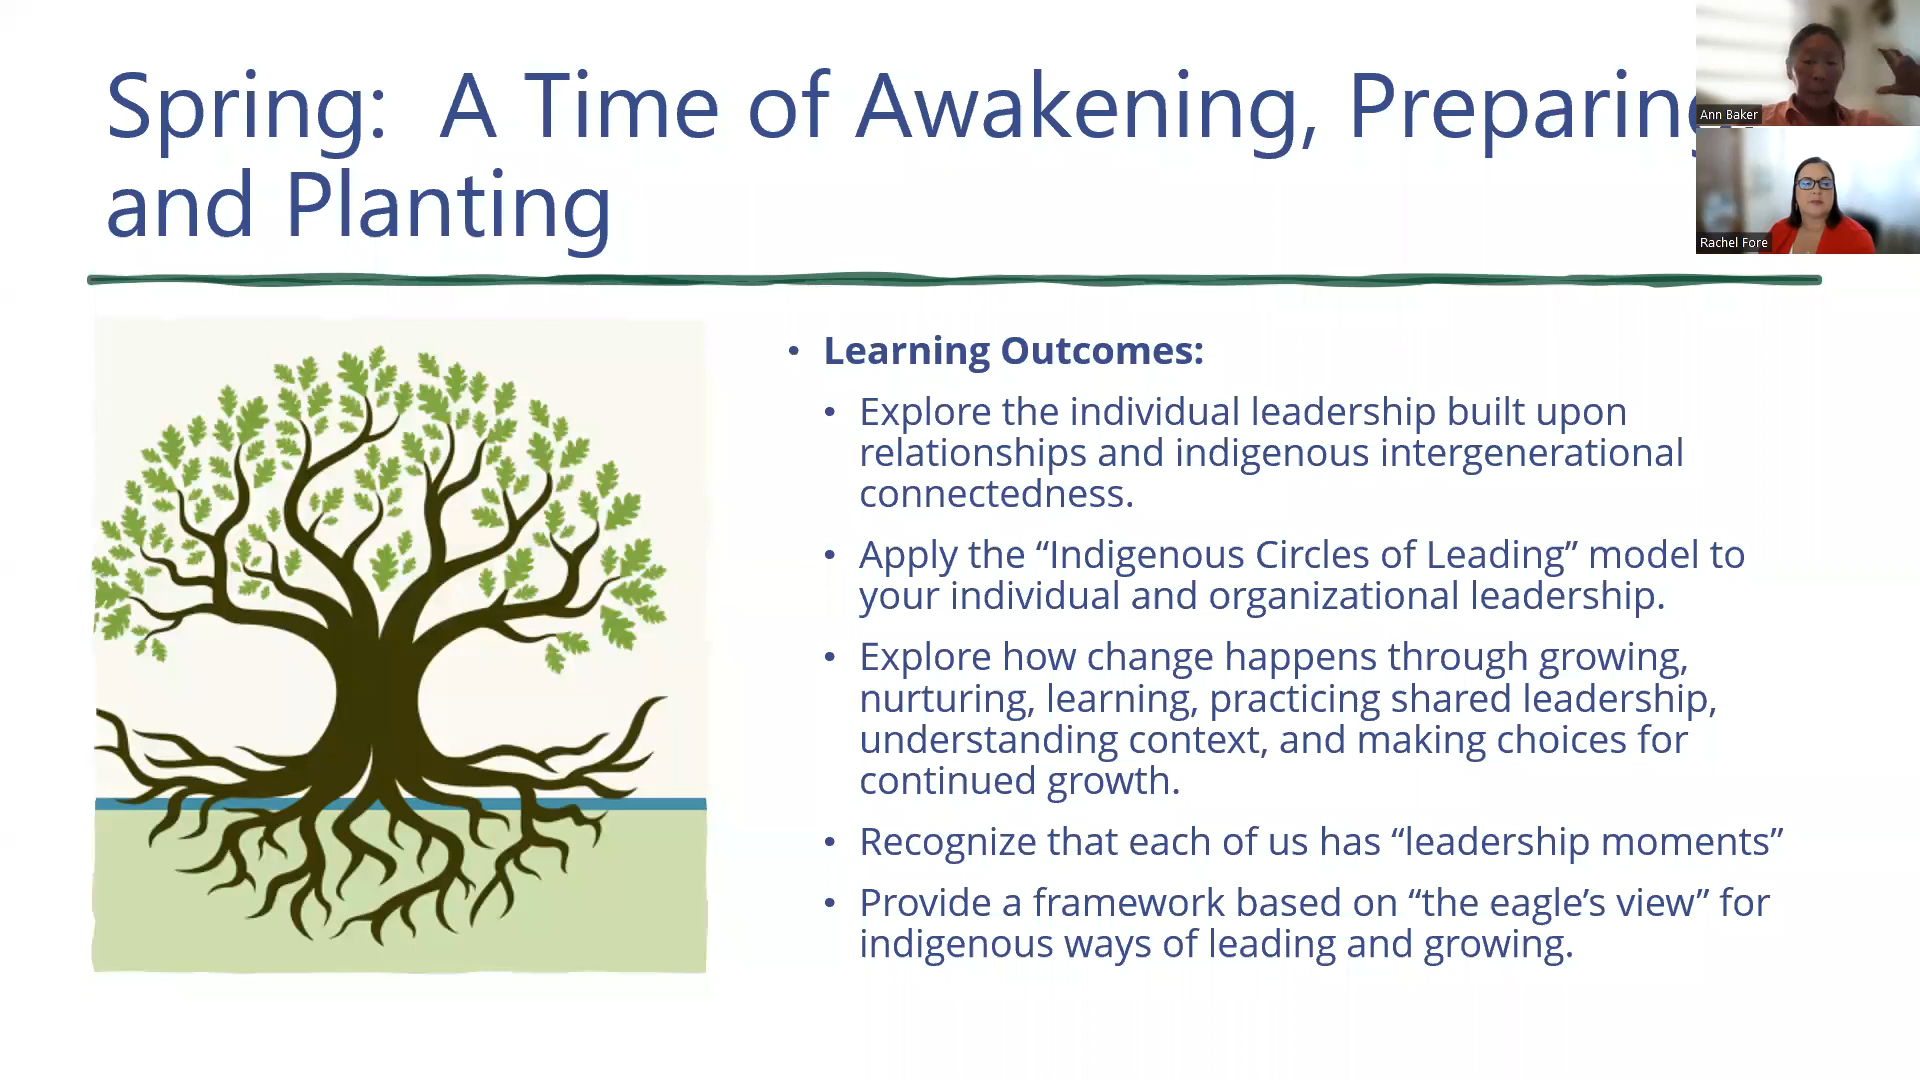 Spring: A Time of Awakening, Preparing
and Planting
Ann Baker
Rachel Fore
• Learning Outcomes:
• Explore the individual leadership built upon
relationships and indigenous intergenerational
connectedness.
• Apply the “Indigenous Circles of Leading” model to
your individual and organizational leadership.
• Explore how change happens through growing,
nurturing, learning, practicing shared leadership,
understanding context, and making choices for
continued growth.
• Recognize that each of us has “leadership moments”
• Provide a framework based on “the eagle’s view” for
indigenous ways of leading and growing.